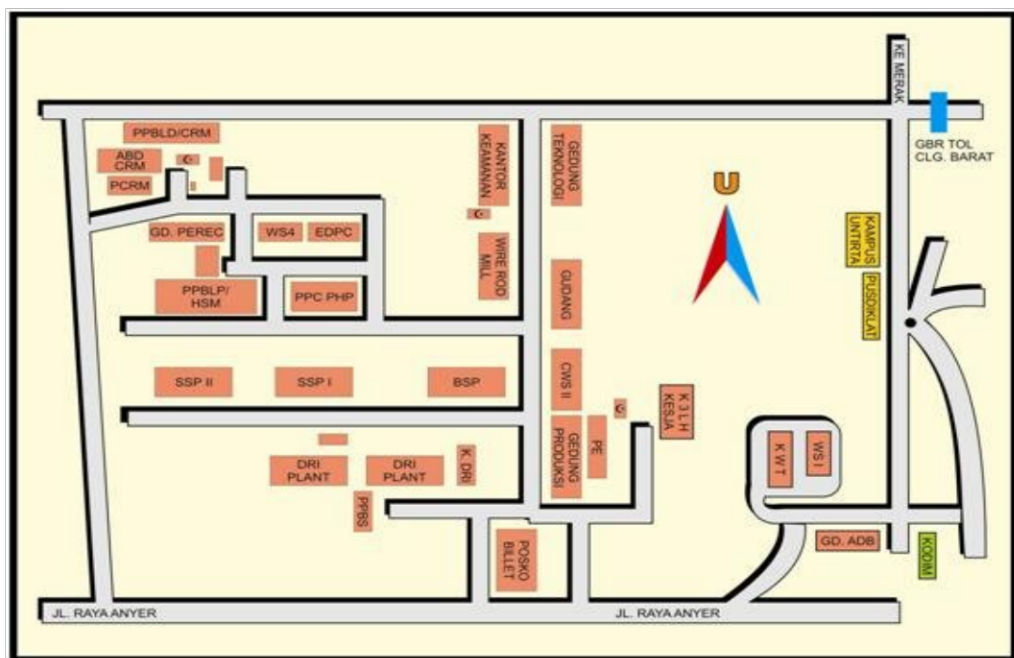 KE MERAK
GBR TOL
CLG. BARAT
PPBLD/CRM
ABD
CRM
PCRM
KANTOR
KEAMANAN
GEDUNG
TEKNOLOGI
U
GD. PEREC
WS4
EDPC
WIRE ROD
MILL
KAMPUS
UNTIRTA
PUSDIKLAT
PPBLP/
HSM
PPC PHP
GUDANG
SSP II
SSP I
BSP
CWS II
K3LH
KESJA
GEDUNG
PRODUKSI
PE
DRI
PLANT
DRI
PLANT
K. DRI
PPBS
KWT
WS I
POSKO
BILLET
GD. ADB
KODIM
JL. RAYA ANYER
JL. RAYA ANYER